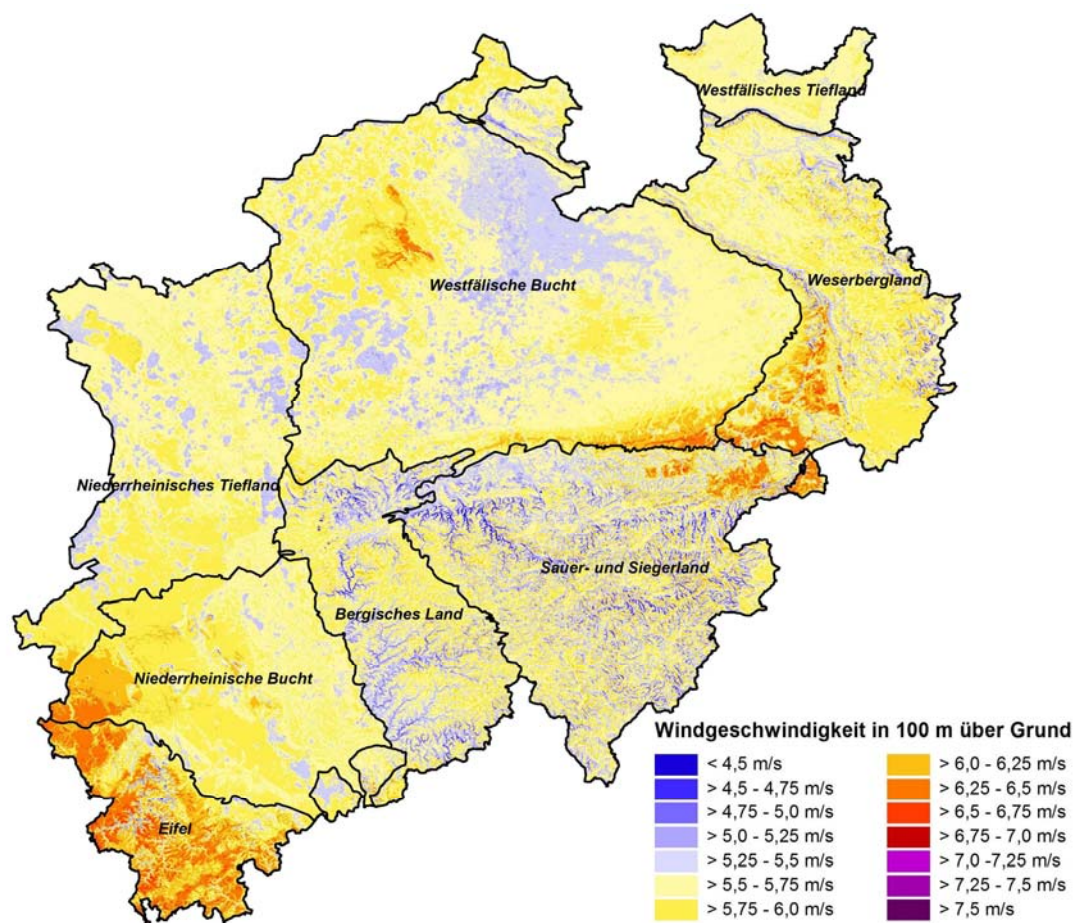 Westfälisches Tiefland
Westfälische Bucht
Weserbergland
Niederrheinisches Tiefland
Sauer- und Siegerland
Bergisches Land
Niederrheinische Bucht
Eifel
Windgeschwindigkeit in 100 m über Grund
< 4,5 m/s
> 4,5 - 4,75 m/s
> 4,75 - 5,0 m/s
> 5,0 - 5,25 m/s
> 5,25 - 5,5 m/s
> 5,5 - 5,75 m/s
> 5,75 - 6,0 m/s
> 6,0 - 6,25 m/s
> 6,25 - 6,5 m/s
> 6,5 - 6,75 m/s
> 6,75 - 7,0 m/s
> 7,0 -7,25 m/s
> 7,25 - 7,5 m/s
> 7,5 m/s